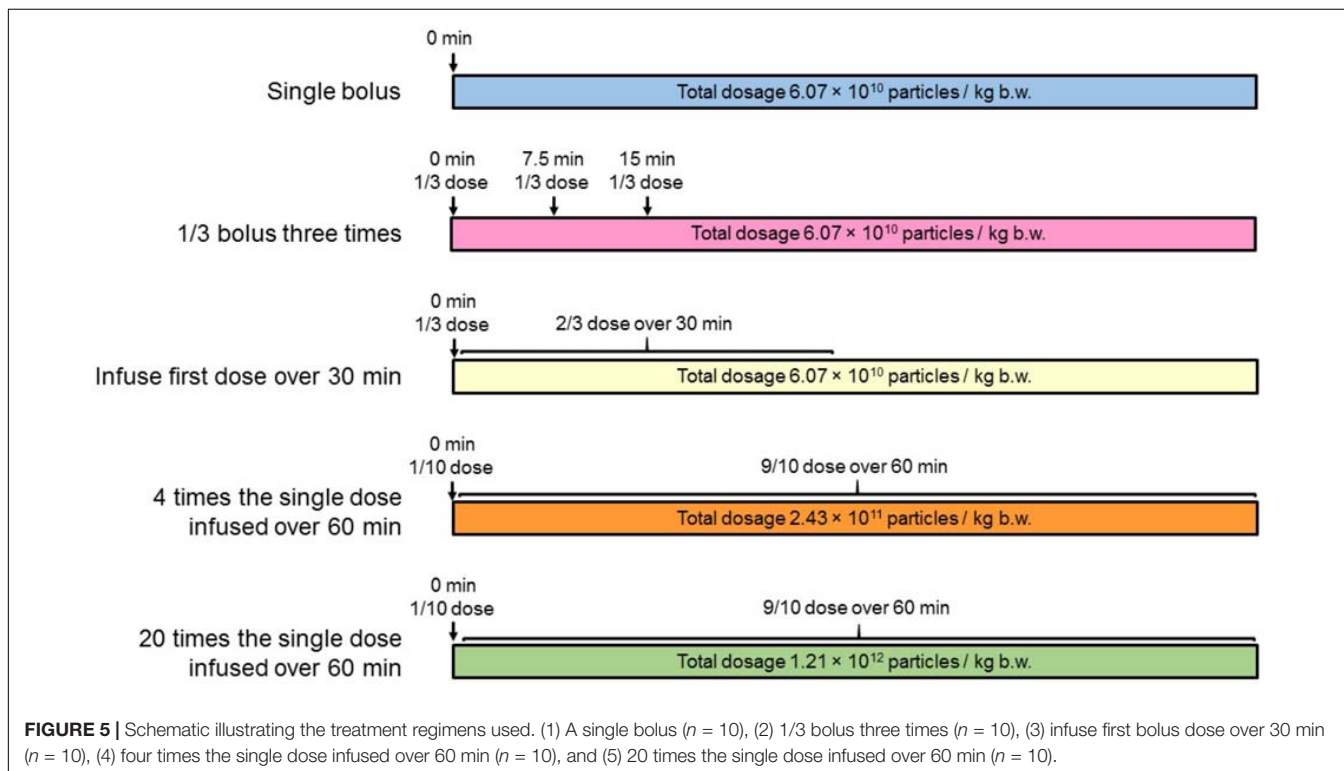 0 min
Single bolus
Total dosage 6.07 × 10¹⁰ particles / kg b.w.
0 min
1/3 dose
7.5 min
1/3 dose
15 min
1/3 dose
1/3 bolus three times
Total dosage 6.07 × 10¹⁰ particles / kg b.w.
0 min
1/3 dose
2/3 dose over 30 min
Infuse first dose over 30 min
Total dosage 6.07 × 10¹⁰ particles / kg b.w.
0 min
1/10 dose
9/10 dose over 60 min
4 times the single dose
infused over 60 min
Total dosage 2.43 × 10¹¹ particles / kg b.w.
0 min
1/10 dose
9/10 dose over 60 min
20 times the single dose
infused over 60 min
Total dosage 1.21 × 10¹² particles / kg b.w.
FIGURE 5 | Schematic illustrating the treatment regimens used. (1) A single bolus (n = 10), (2) 1/3 bolus three times (n = 10), (3) infuse first bolus dose over 30 min
(n = 10), (4) four times the single dose infused over 60 min (n = 10), and (5) 20 times the single dose infused over 60 min (n = 10).